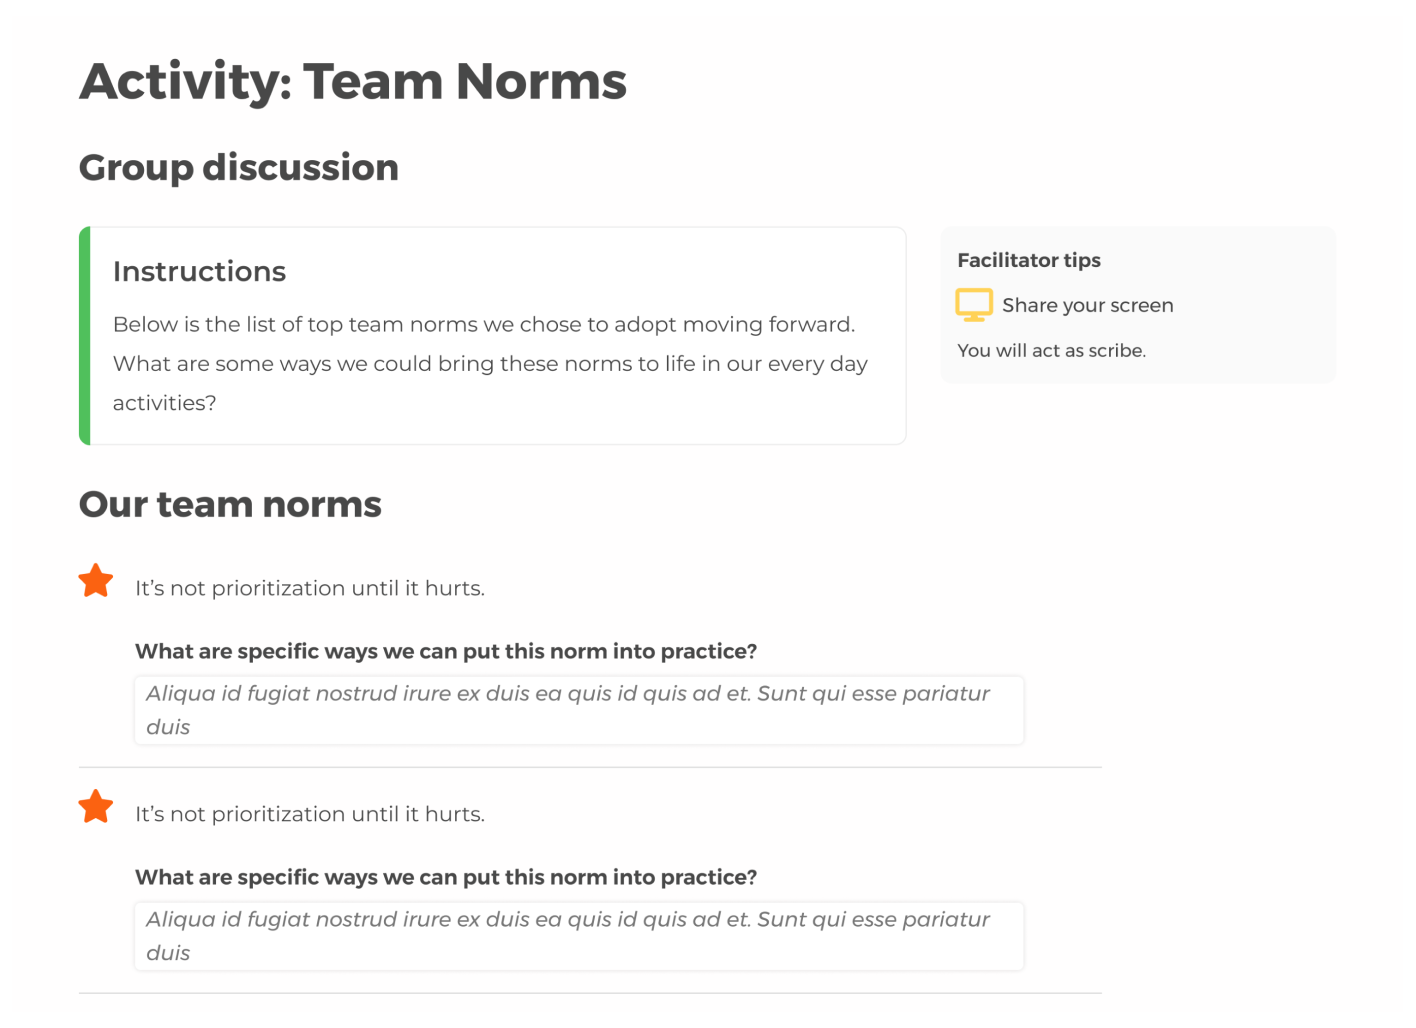 Activity: Team Norms
Group discussion
Instructions
Below is the list of top team norms we chose to adopt moving forward.
What are some ways we could bring these norms to life in our every day
activities?
Facilitator tips
Share your screen
You will act as scribe.
Our team norms
It’s not prioritization until it hurts.
What are specific ways we can put this norm into practice?
Aliqua id fugiat nostrud irure ex duis ea quis id quis ad et. Sunt qui esse pariatur
duis
It’s not prioritization until it hurts.
What are specific ways we can put this norm into practice?
Aliqua id fugiat nostrud irure ex duis ea quis id quis ad et. Sunt qui esse pariatur
duis